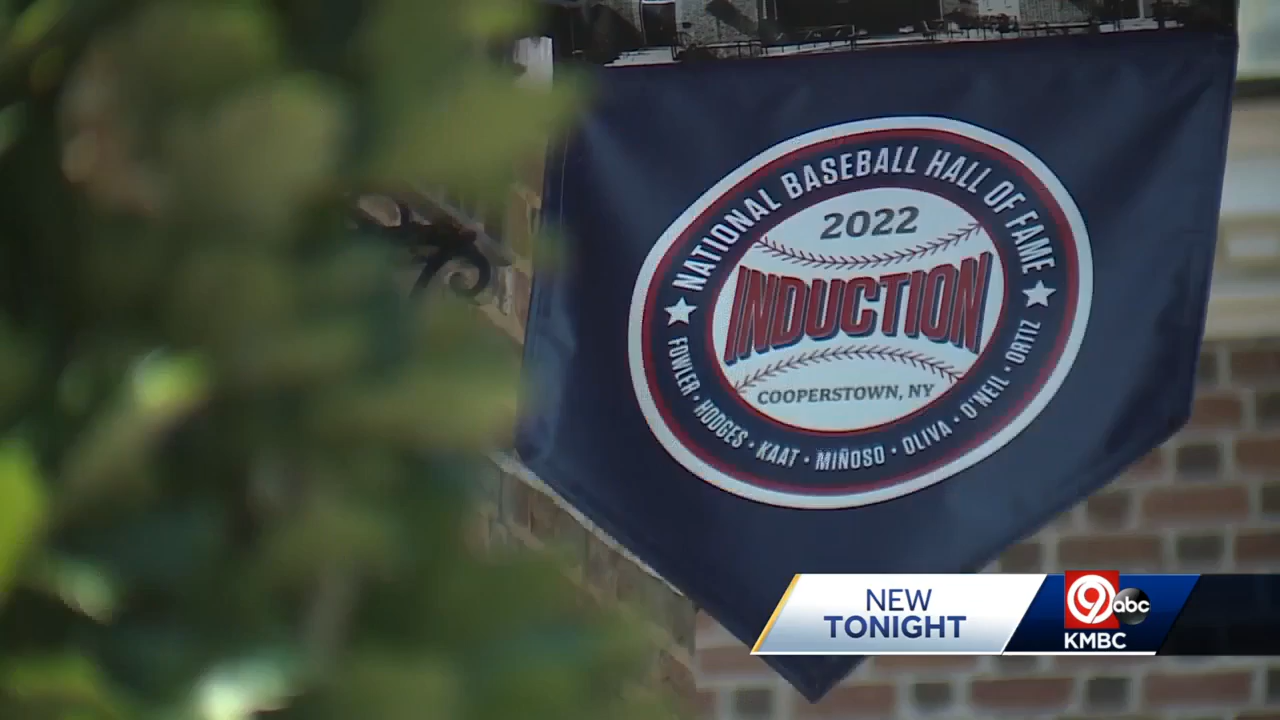 NATIONAL BASEBALL HALL OF FAME
2022
INDUCTION
COOPERSTOWN, NY
FOWLER • HODGES • KAAT • MIÑOSO • OLIVA • O'NEIL • ORTIZ
NEW
TONIGHT
9 abc
KMBC